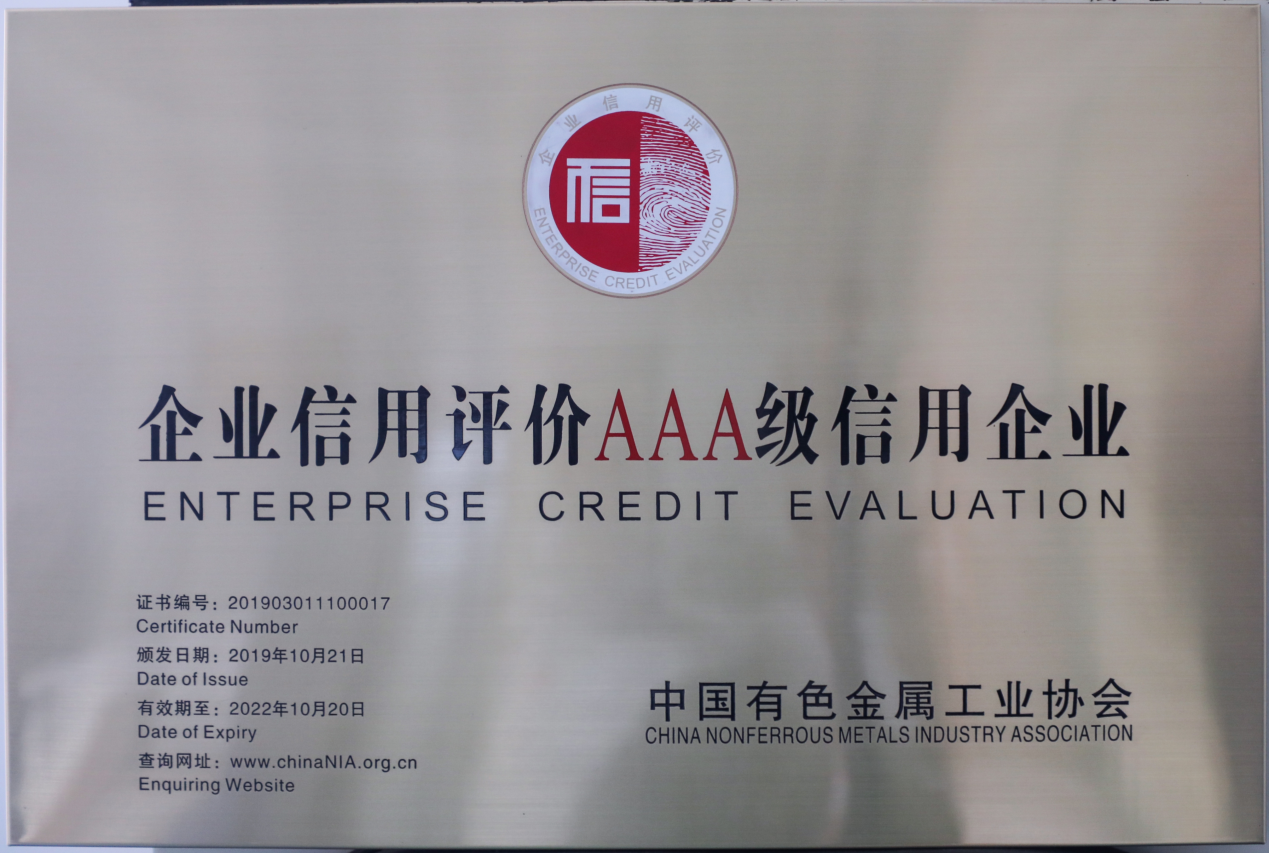 企业信用评价
信
ENTERPRISE CREDIT EVALUATION
企业信用评价AAA级信用企业
ENTERPRISE CREDIT EVALUATION
证书编号：201903011100017
Certificate Number
颁发日期：2019年10月21日
Date of Issue
有效期至：2022年10月20日
Date of Expiry
查询网址：www.chinaNIA.org.cn
Enquiring Website
中国有色金属工业协会
CHINA NONFERROUS METALS INDUSTRY ASSOCIATION